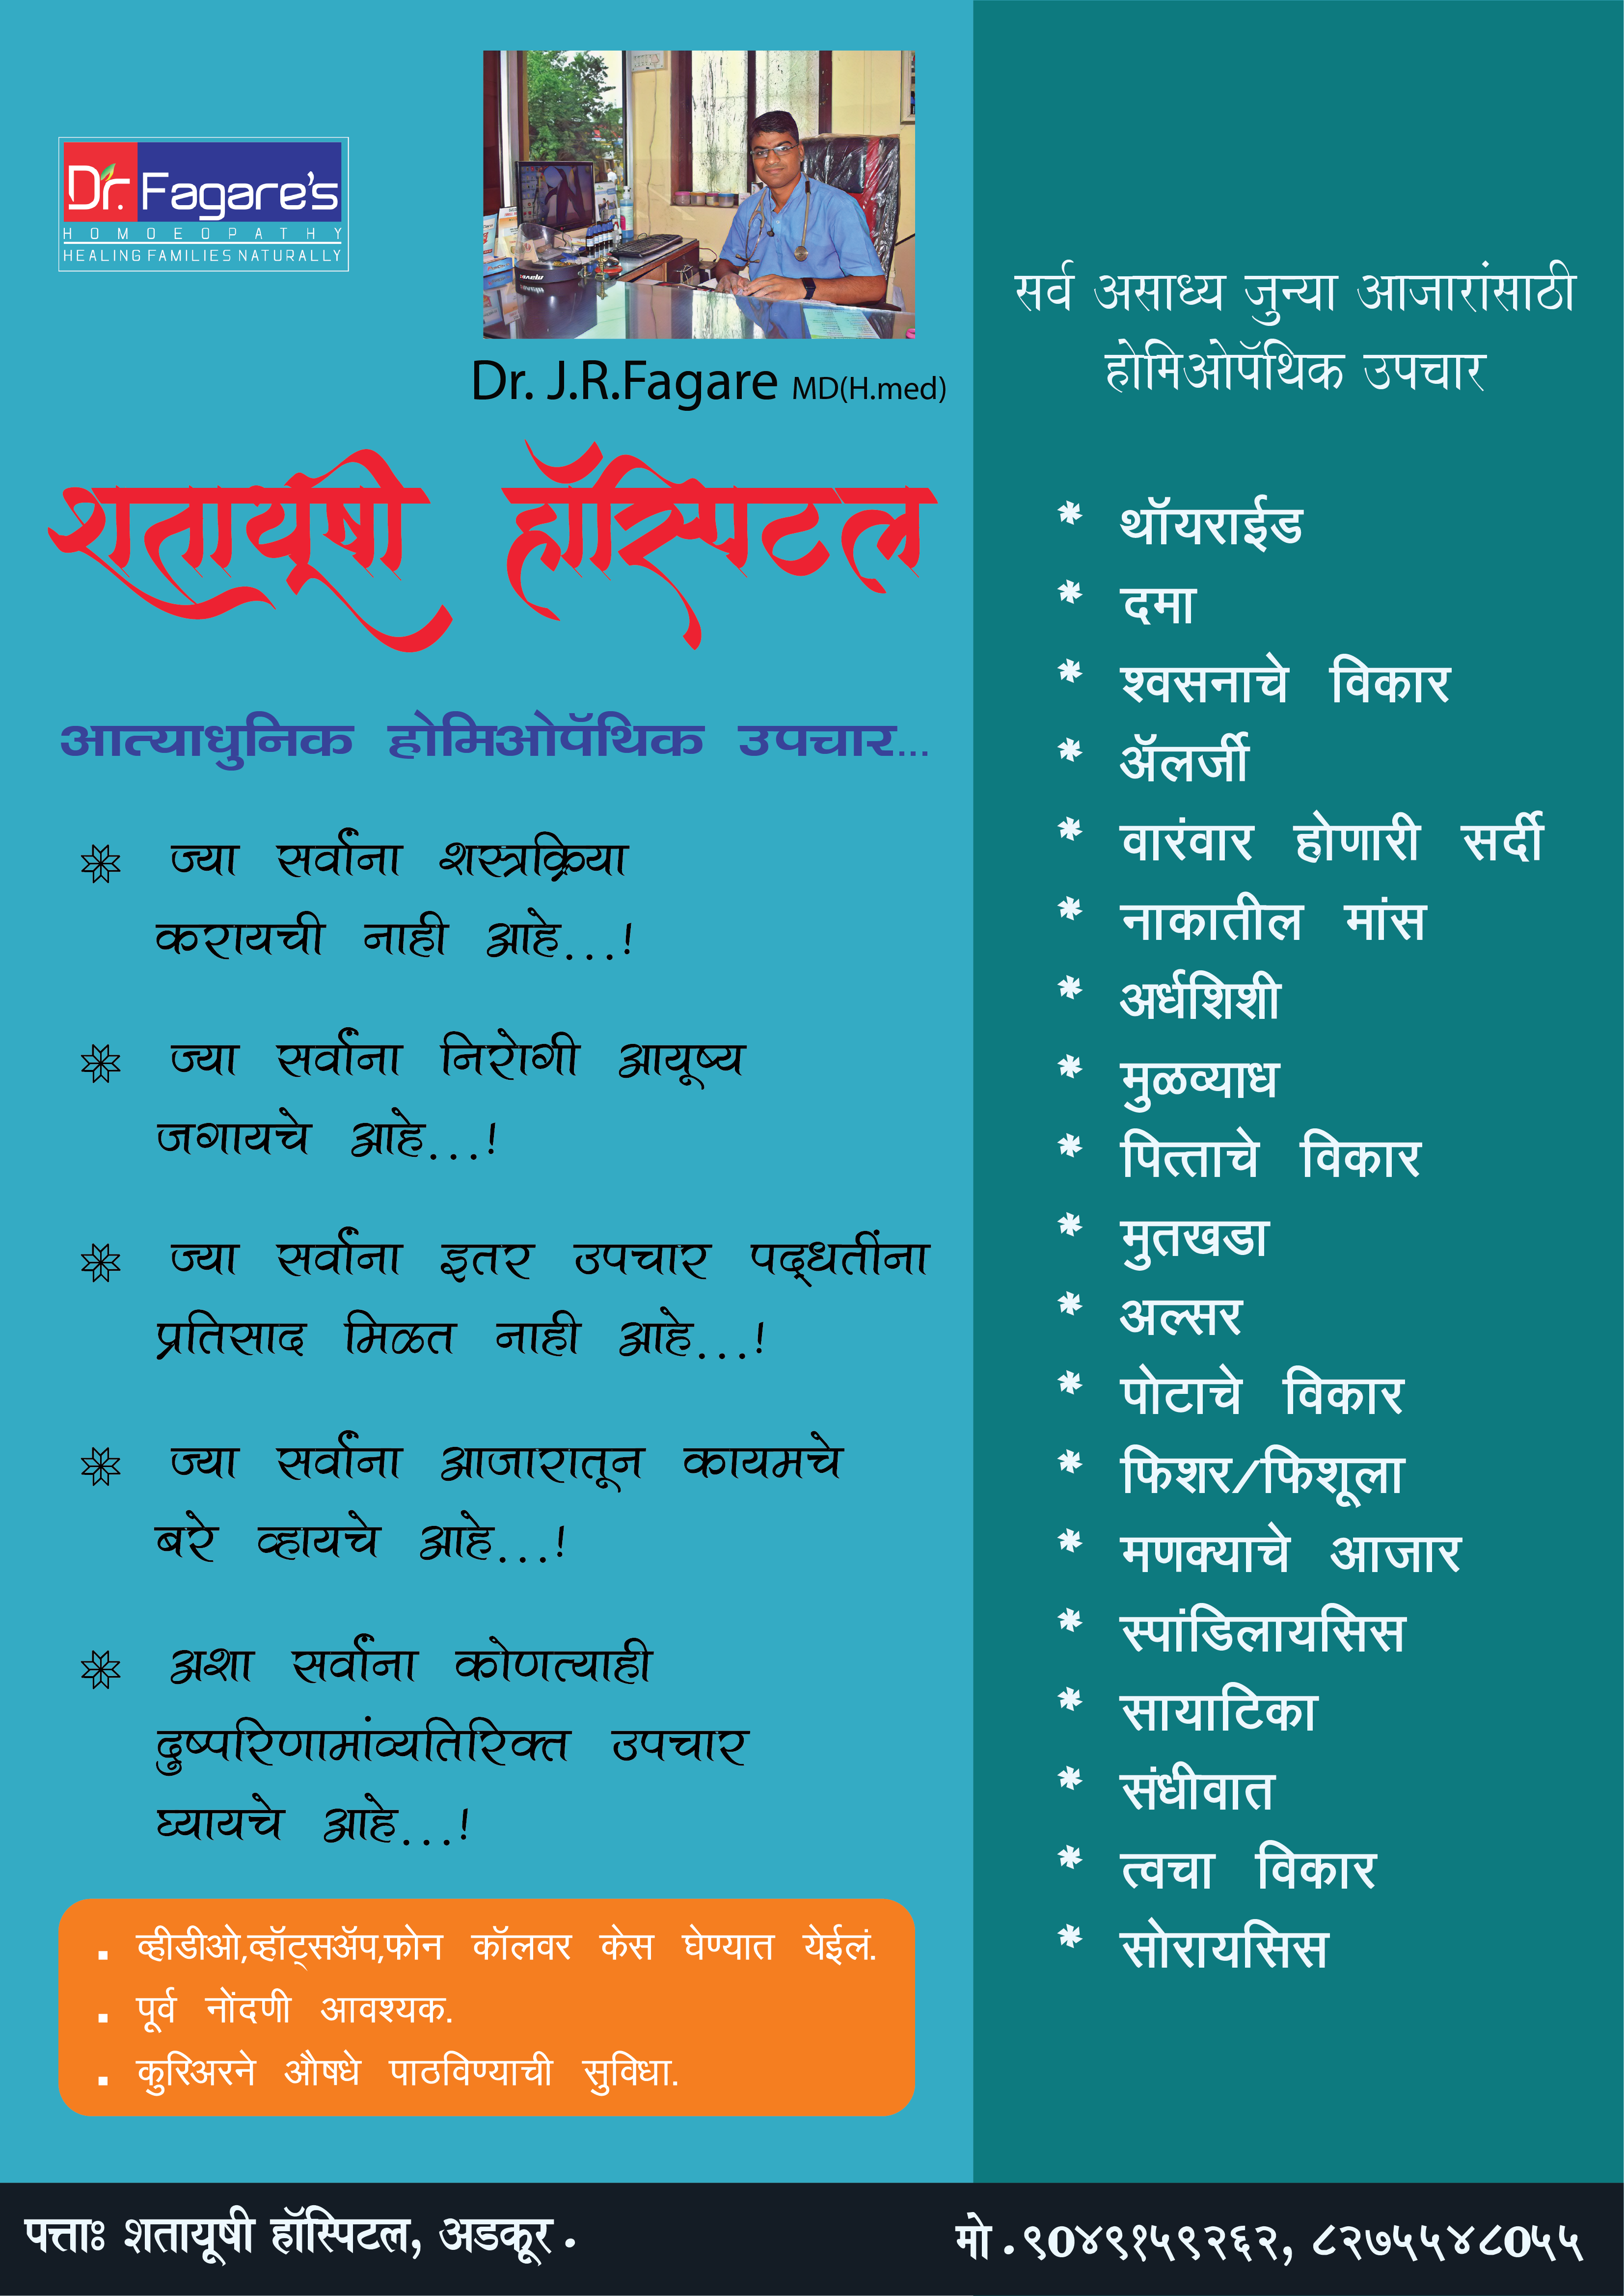 Dr. Fagare's
HOMOEOPATHY
HEALING FAMILIES NATURALLY
Dr. J.R.Fagare MD(H.med)
शतायूषी हॉस्पिटल
आत्याधुनिक होमिओपॅथिक उपचार...
ज्या सर्वांना शस्त्रक्रिया
करायची नाही आहे...!
ज्या सर्वांना निरोगी आयूष्य
जगायचे आहे...!
ज्या सर्वांना इतर उपचार पद्धतींना
प्रतिसाद मिळत नाही आहे...!
ज्या सर्वांना आजारातून कायमचे
बरे व्हायचे आहे...!
अशा सर्वांना कोणत्याही
दुष्परिणामांव्यतिरिक्त उपचार
घ्यायचे आहे...!
▪ व्हीडीओ,व्हॉट्सॲप,फोन कॉलवर केस घेण्यात येईलं.
▪ पूर्व नोंदणी आवश्यक.
▪ कुरिअरने औषधे पाठविण्याची सुविधा.
सर्व असाध्य जुन्या आजारांसाठी
होमिओपॅथिक उपचार
* थॉयराईड
* दमा
* श्वसनाचे विकार
* ॲलर्जी
* वारंवार होणारी सर्दी
* नाकातील मांस
* अर्धशिशी
* मुळव्याध
* पित्ताचे विकार
* मुतखडा
* अल्सर
* पोटाचे विकार
* फिशर/फिशूला
* मणक्याचे आजार
* स्पांडिलायसिस
* सायाटिका
* संधीवात
* त्वचा विकार
* सोरायसिस
पत्ताः शतायूषी हॉस्पिटल, अडकूर .
मो .९०४९१५९२६२, ८२७५५४८०५५